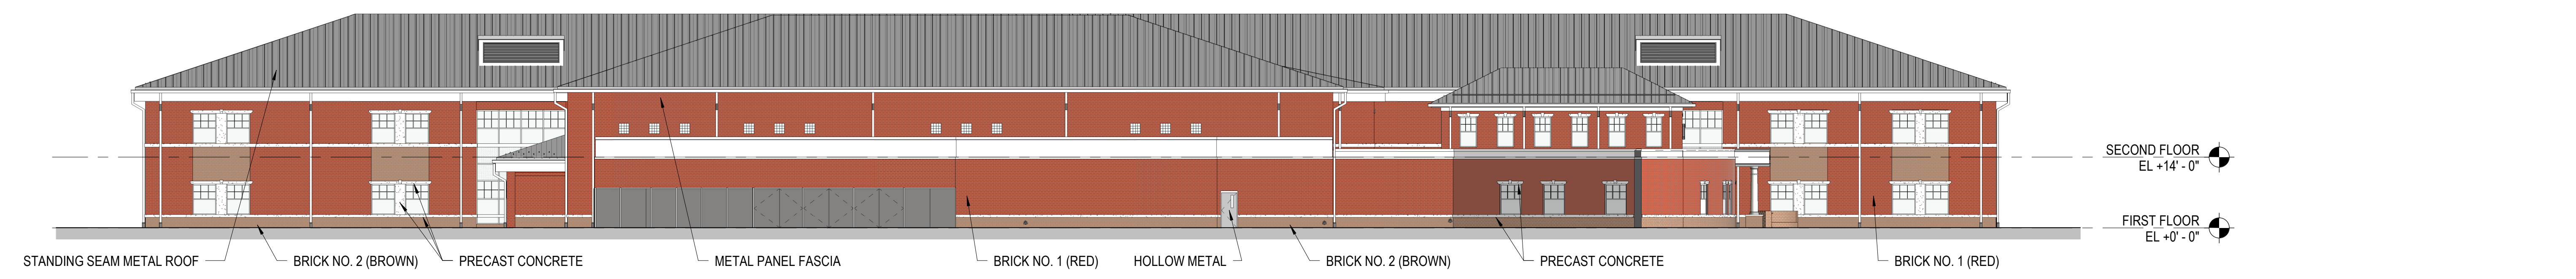 SECOND FLOOR
EL +14' - 0"
FIRST FLOOR
EL +0' - 0"
STANDING SEAM METAL ROOF
BRICK NO. 2 (BROWN)
PRECAST CONCRETE
METAL PANEL FASCIA
BRICK NO. 1 (RED)
HOLLOW METAL
BRICK NO. 2 (BROWN)
PRECAST CONCRETE
BRICK NO. 1 (RED)